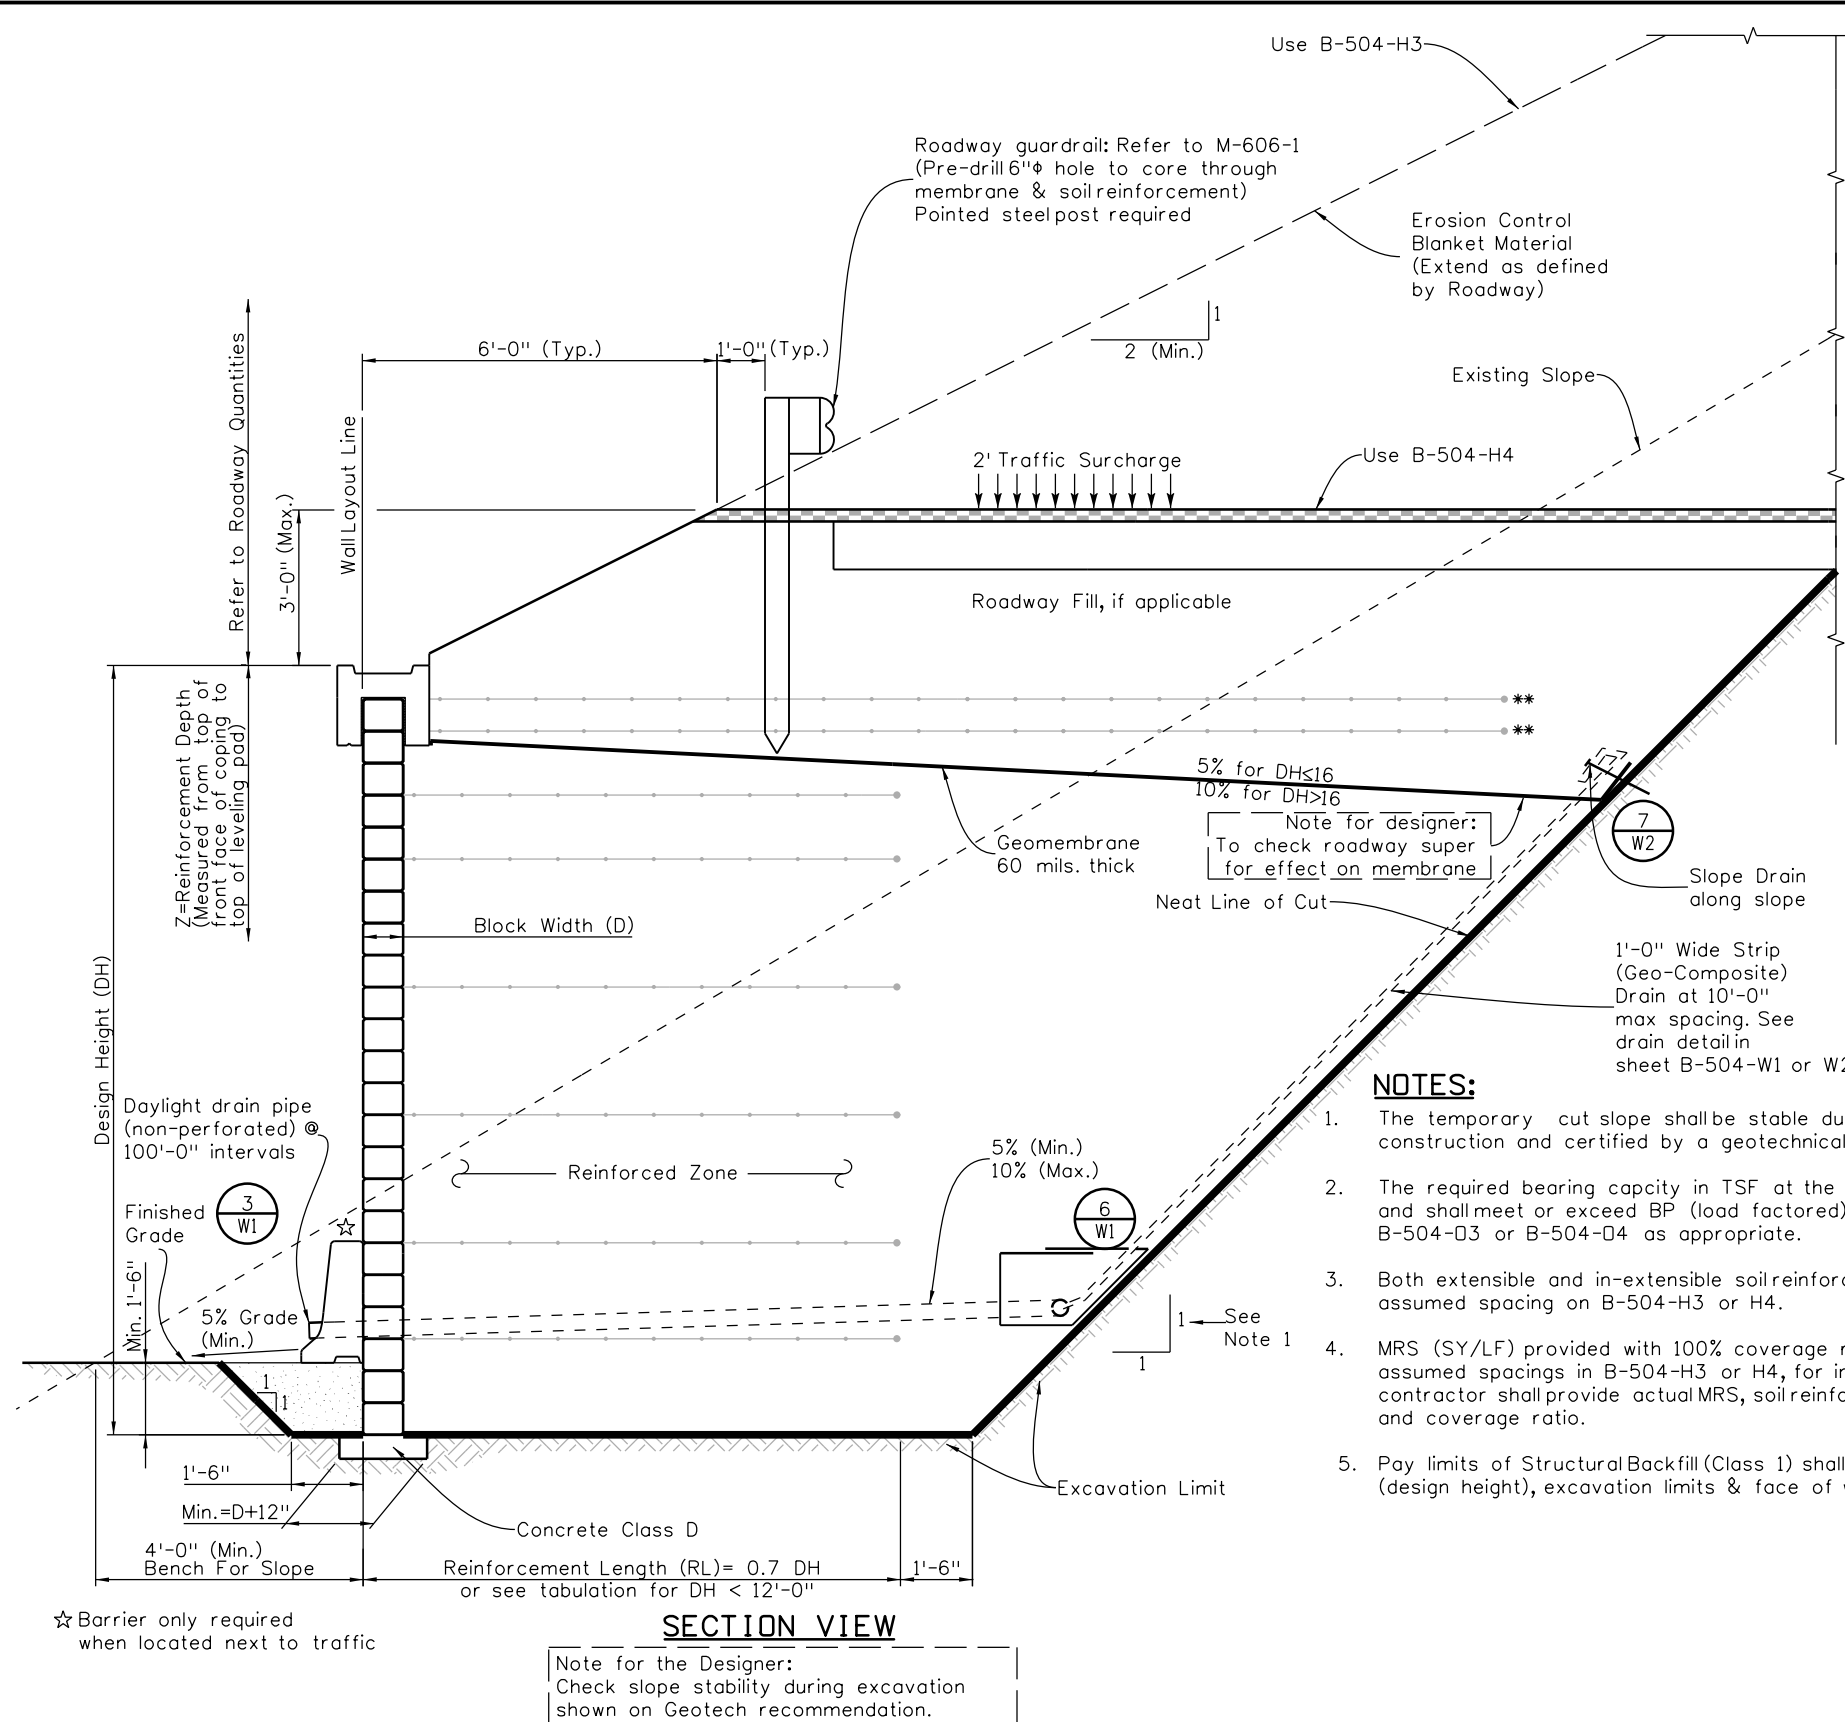 Use B-504-H3
Roadway guardrail: Refer to M-606-1
(Pre-drill 6"ϕ hole to core through
membrane & soil reinforcement)
Pointed steel post required
Erosion Control
Blanket Material
(Extend as defined
by Roadway)
1
2 (Min.)
6'-0" (Typ.)
1'-0" (Typ.)
Existing Slope
Refer to Roadway Quantities
Wall Layout Line
3'-0" (Max.)
2' Traffic Surcharge
Use B-504-H4
Roadway Fill, if applicable
**
**
Z=Reinforcement Depth
(Measured from top of
front face of coping to
top of leveling pad)
5% for DH≤16
10% for DH>16
Note for designer:
To check roadway super
for effect on membrane
Geomembrane
60 mils. thick
7
W2
Slope Drain
along slope
Neat Line of Cut
Block Width (D)
1'-0" Wide Strip
(Geo-Composite)
Drain at 10'-0"
max spacing. See
drain detail in
sheet B-504-W1 or W2
Design Height (DH)
Daylight drain pipe
(non-perforated) @
100'-0" intervals
Reinforced Zone
5% (Min.)
10% (Max.)
Finished
Grade
3
W1
☆
6
W1
Min. 1'-6"
5% Grade
(Min.)
1
1
1
1
See
Note 1
1'-6"
Min.=D+12"
4'-0" (Min.)
Bench For Slope
Concrete Class D
Excavation Limit
Reinforcement Length (RL)= 0.7 DH
or see tabulation for DH < 12'-0"
1'-6"
☆ Barrier only required
when located next to traffic
SECTION VIEW
Note for the Designer:
Check slope stability during excavation
shown on Geotech recommendation.
NOTES:
1. The temporary cut slope shall be stable du
construction and certified by a geotechnical
2. The required bearing capcity in TSF at the
and shall meet or exceed BP (load factored)
B-504-O3 or B-504-O4 as appropriate.
3. Both extensible and in-extensible soil reinforc
assumed spacing on B-504-H3 or H4.
4. MRS (SY/LF) provided with 100% coverage r
assumed spacings in B-504-H3 or H4, for in
contractor shall provide actual MRS, soil reinfo
and coverage ratio.
5. Pay limits of Structural Backfill (Class 1) shall
(design height), excavation limits & face of